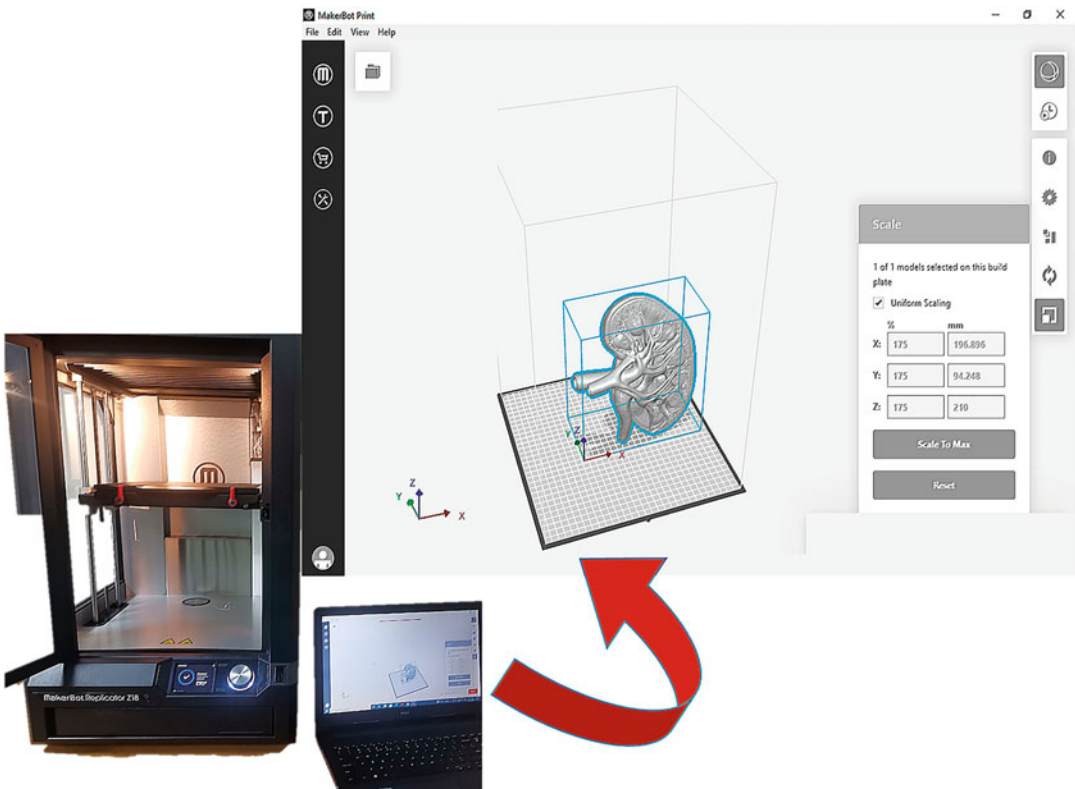 MakerBot Print
File Edit View Help
Scale
1 of 1 models selected on this build
plate
Uniform Scaling
% mm
X: 175 196.896
Y: 175 94.248
Z: 175 210
Scale To Max
Reset
Z
Y
X
Z
Y
X
MakerBot Replicator Z18
DELL